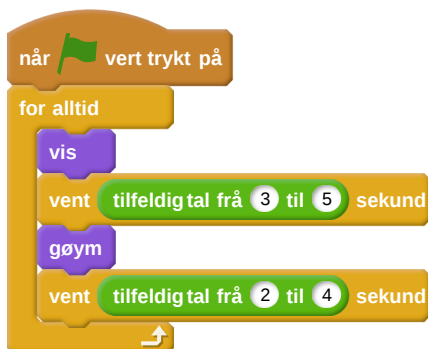 når vert trykt på
for alltid
vis
vent tilfeldig tal frå 3 til 5 sekund
gøym
vent tilfeldig tal frå 2 til 4 sekund